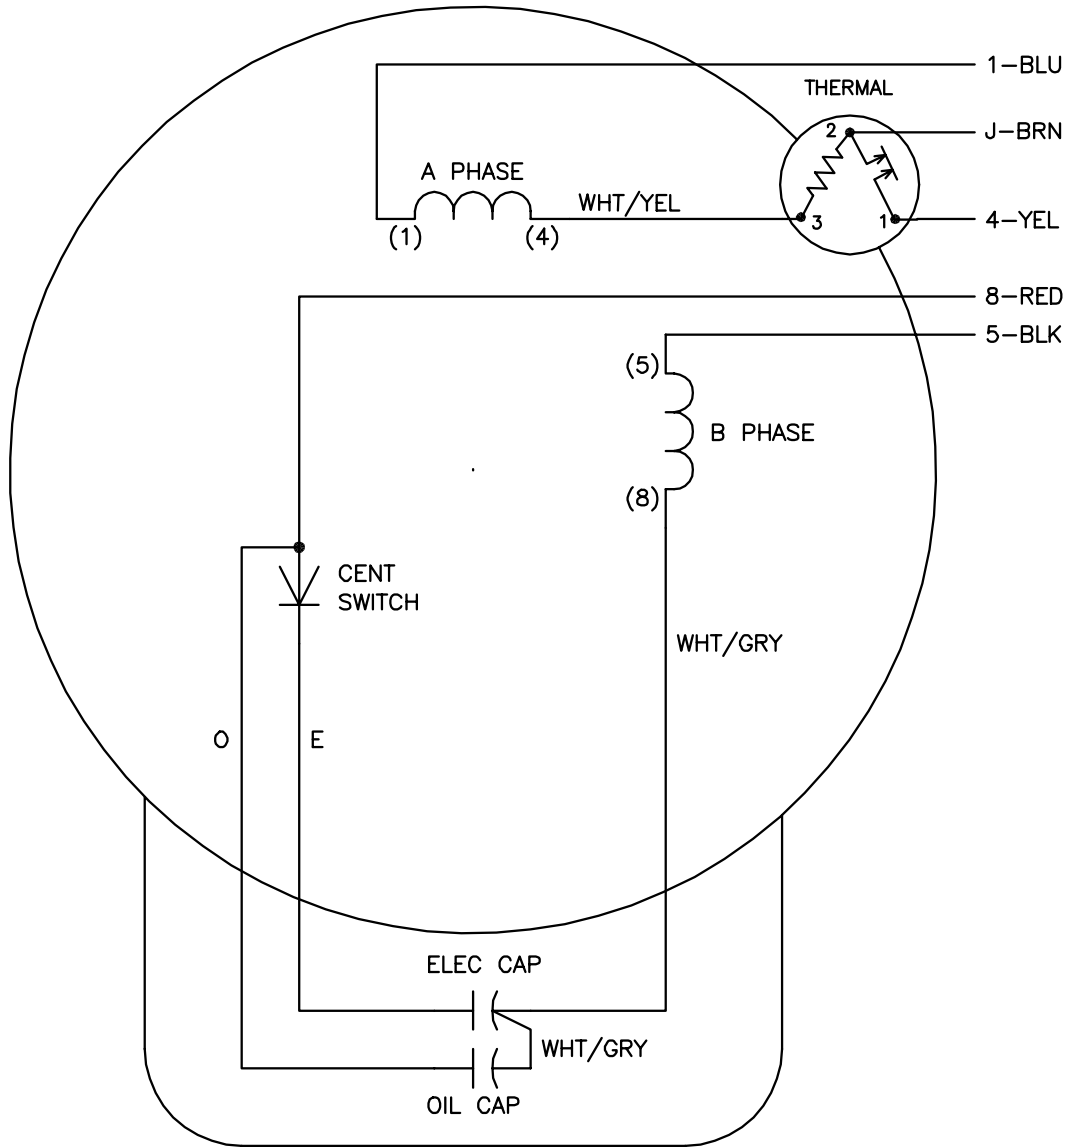 1-BLU
THERMAL
J-BRN
2
A PHASE
WHT/YEL
3
1
4-YEL
(1)
(4)
8-RED
5-BLK
(5)
B PHASE
(8)
CENT
SWITCH
WHT/GRY
O
E
ELEC CAP
WHT/GRY
OIL CAP